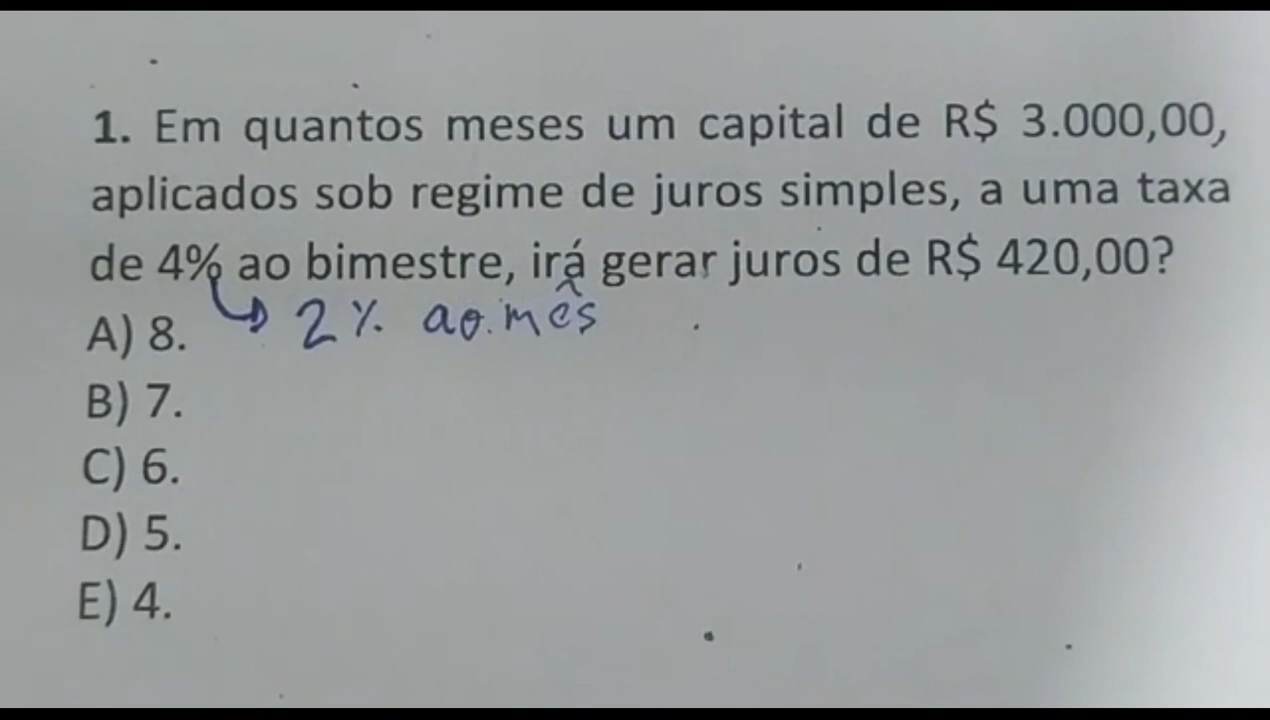 1. Em quantos meses um capital de R$ 3.000,00,
aplicados sob regime de juros simples, a uma taxa
de 4% ao bimestre, irá gerar juros de R$ 420,00?
2% ao mês
A) 8.
B) 7.
C) 6.
D) 5.
E) 4.